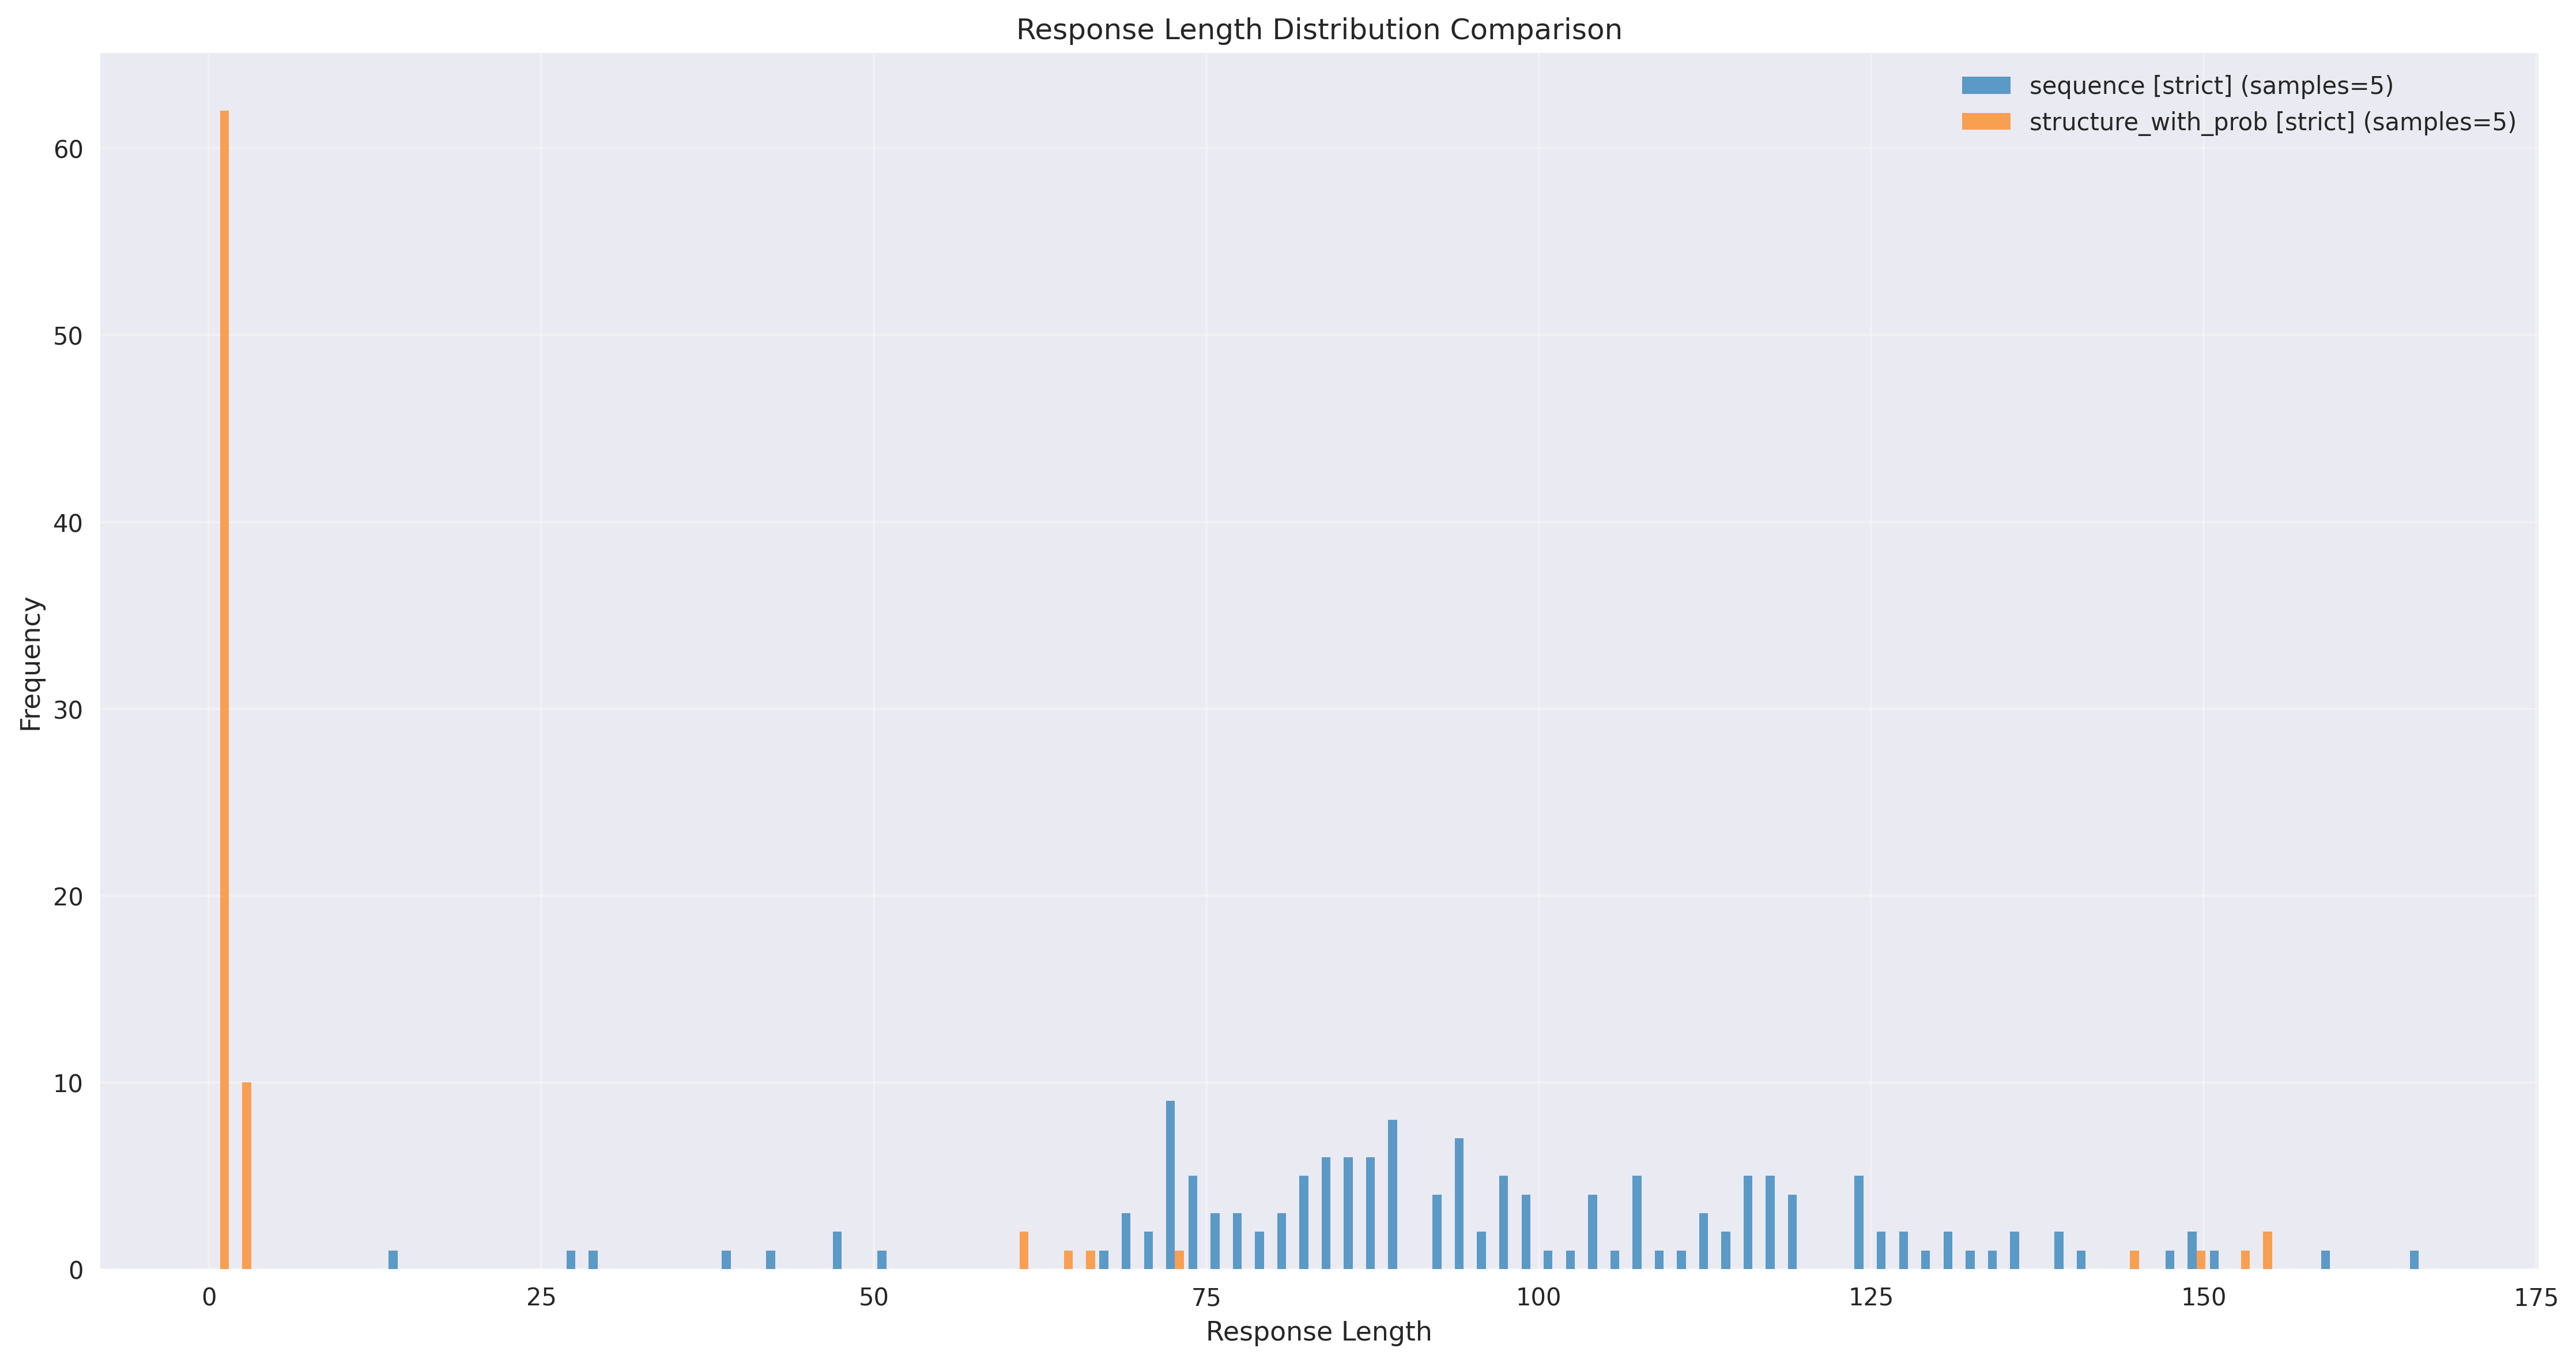 Response Length Distribution Comparison
sequence [strict] (samples=5)
structure_with_prob [strict] (samples=5)
60
50
40
30
20
10
0
Frequency
0 25 50 75 100 125 150 175
Response Length